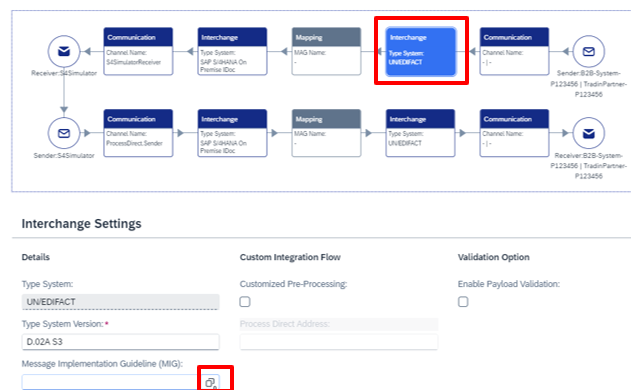 Communication
Channel Name:
S4SimulatorReceiver
Interchange
Type System:
SAP S/4HANA On
Premise IDoc
Mapping
MAG Name:
-
Interchange
Type System:
UN/EDIFACT
Communication
Channel Name:
- | -
Receiver:S4Simulator
Sender:B2B-System-
P123456 | TradinPartner-
P123456
Communication
Channel Name:
ProcessDirect.Sender
Interchange
Type System:
SAP S/4HANA On
Premise IDoc
Mapping
MAG Name:
-
Interchange
Type System:
UN/EDIFACT
Communication
Channel Name:
- | -
Sender:S4Simulator
Receiver:B2B-System-
P123456 | TradinPartner-
P123456
Interchange Settings
Details
Custom Integration Flow
Validation Option
Type System:
Customized Pre-Processing:
Enable Payload Validation:
UN/EDIFACT
Type System Version: *
Process Direct Address:
D.02A S3
Message Implementation Guideline (MIG):